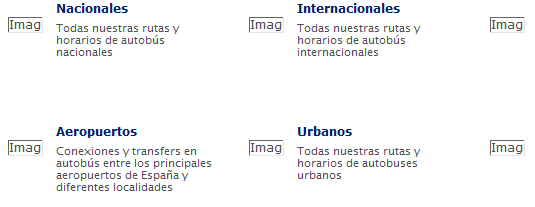 Nacionales
Imag
Todas nuestras rutas y
horarios de autobús
nacionales
Internacionales
Imag
Todas nuestras rutas y
horarios de autobús
internacionales
Imag
Aeropuertos
Imag
Conexiones y transfers en
autobús entre los principales
aeropuertos de España y
diferentes localidades
Urbanos
Imag
Todas nuestras rutas y
horarios de autobuses
urbanos
Imag